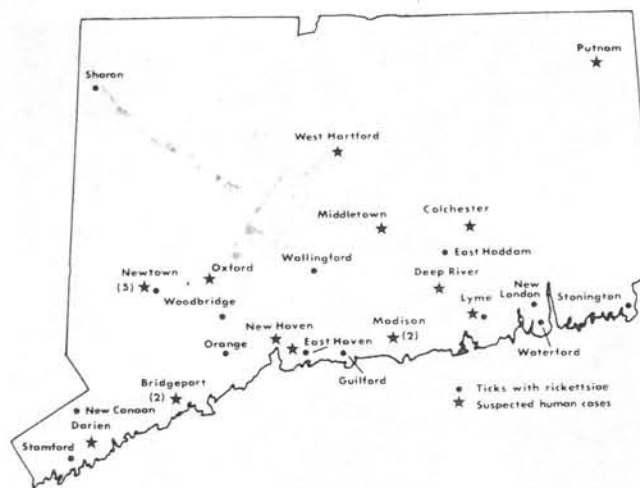 Putnam
Sharon
West Hartford
Middletown
Colchester
East Haddam
Wallingford
Newtown
(5)
Oxford
Deep River
Woodbridge
New
London
Stonington
Lyme
New Haven
Madison
(2)
Orange
East Haven
Guilford
Waterford
Bridgeport
(2)
Ticks with rickettsiae
Suspected human cases
New Canaan
Darien
Stamford